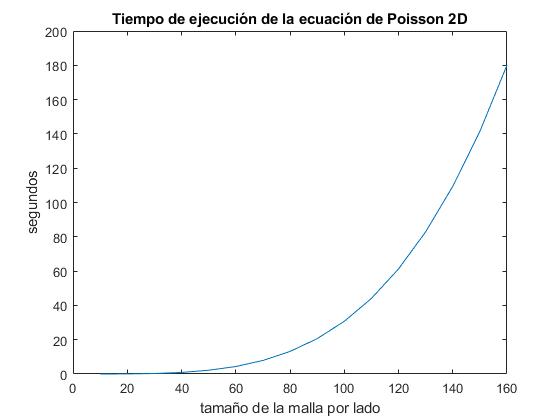 Tiempo de ejecución de la ecuación de Poisson 2D
200
180
160
140
120
100
80
60
40
20
0
segundos
0 20 40 60 80 100 120 140 160
tamaño de la malla por lado